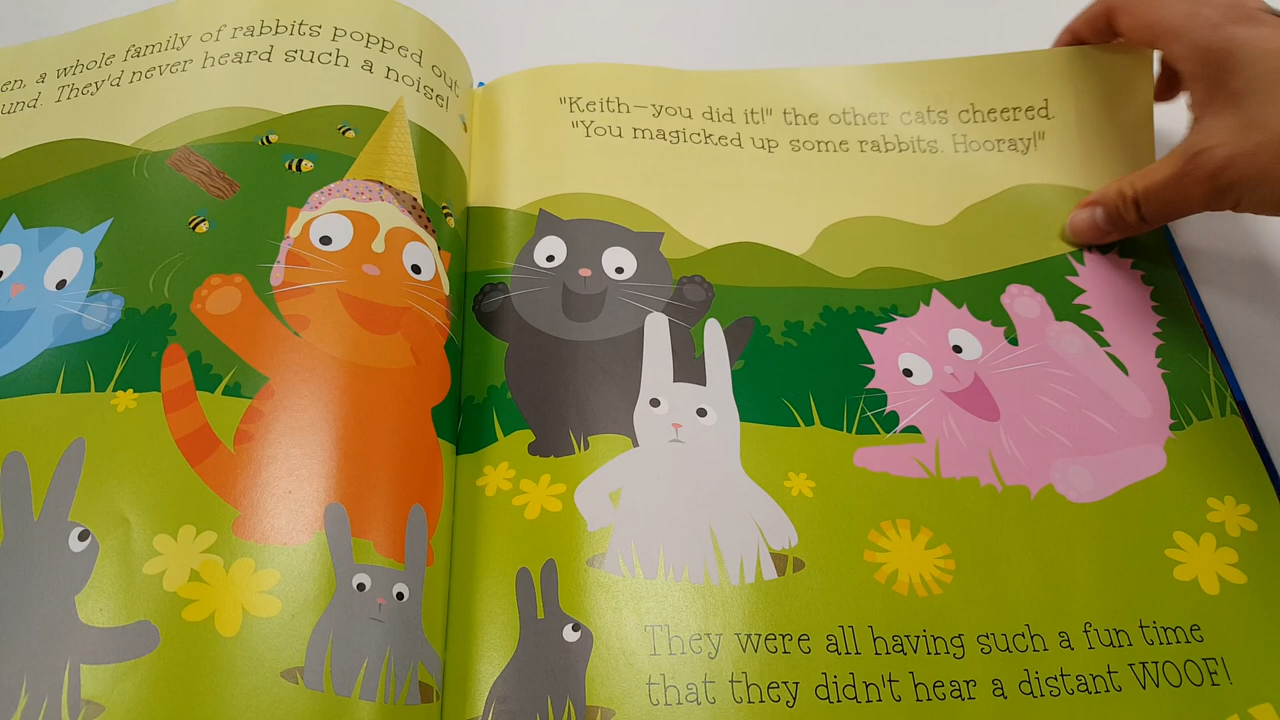 en, a whole family of rabbits popped out
und. They'd never heard such a noise!
"Keith—you did it!" the other cats cheered.
"You magicked up some rabbits. Hooray!"
They were all having such a fun time
that they didn't hear a distant WOOF!